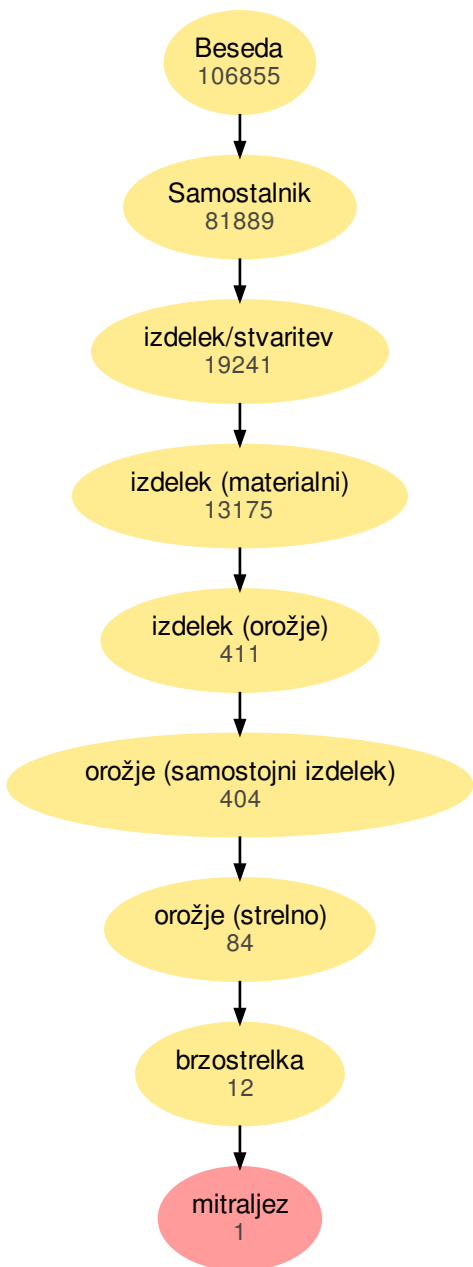 Beseda
106855
Samostalnik
81889
izdelek/stvaritev
19241
izdelek (materialni)
13175
izdelek (orožje)
411
orožje (samostojni izdelek)
404
orožje (strelno)
84
brzostrelka
12
mitraljez
1